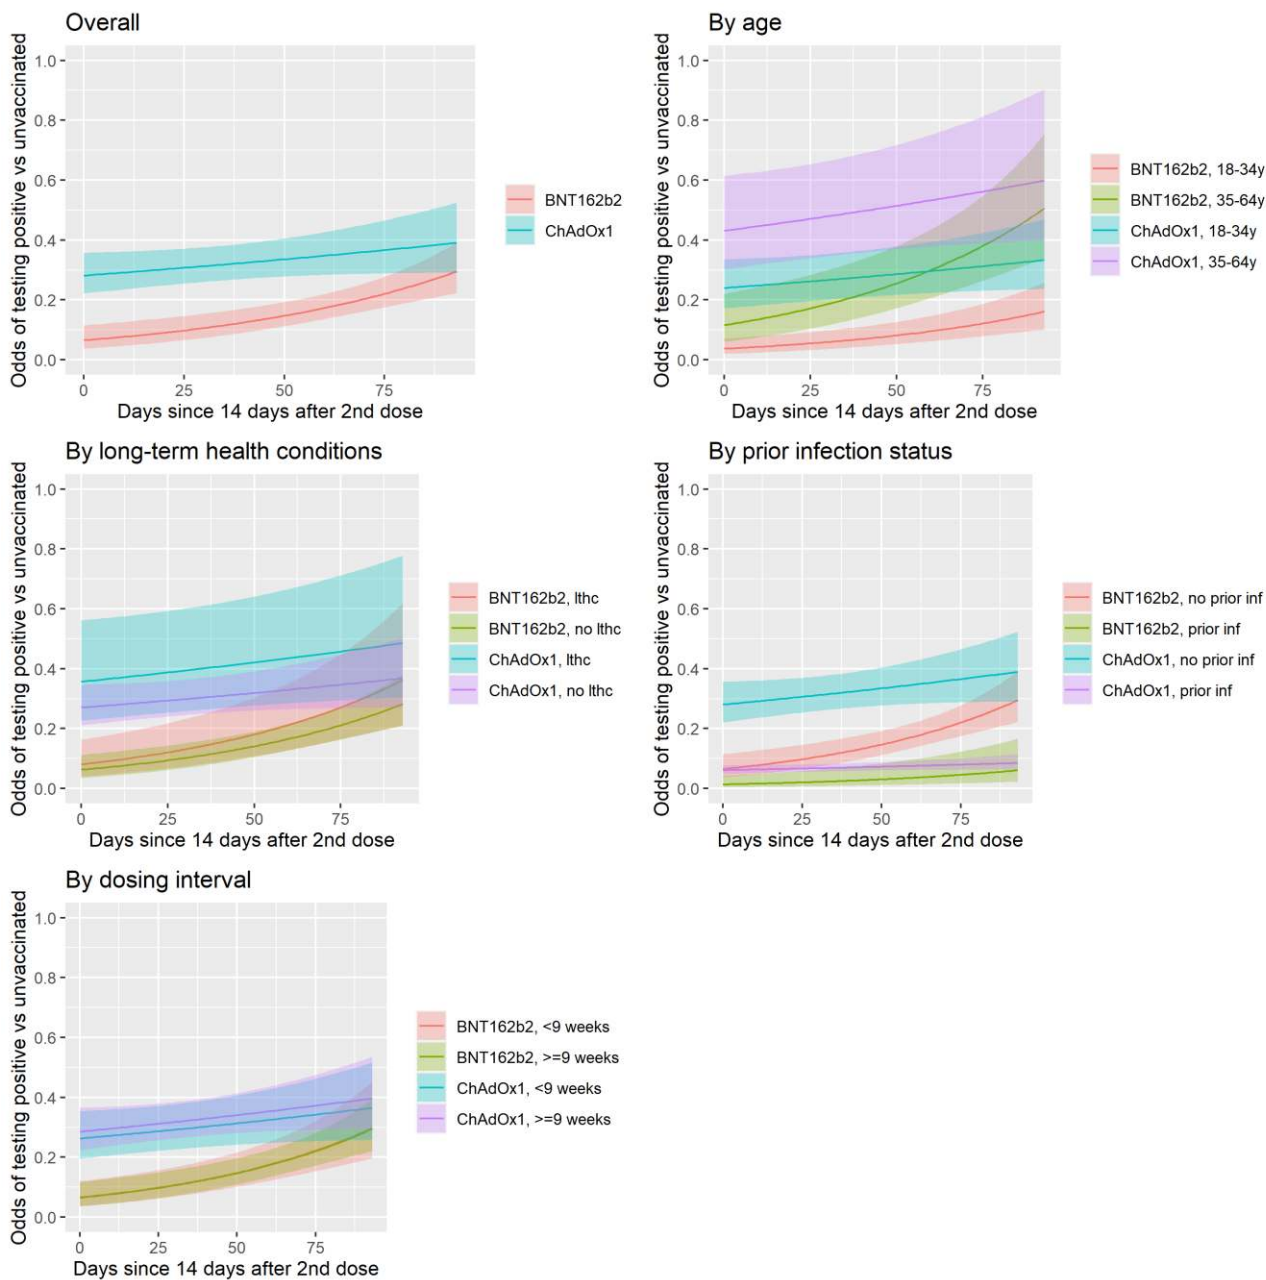 Overall
Odds of testing positive vs unvaccinated
1.0
0.8
0.6
0.4
0.2
0.0
0 25 50 75
Days since 14 days after 2nd dose
BNT162b2
ChAdOx1
By age
Odds of testing positive vs unvaccinated
1.0
0.8
0.6
0.4
0.2
0.0
0 25 50 75
Days since 14 days after 2nd dose
BNT162b2, 18-34y
BNT162b2, 35-64y
ChAdOx1, 18-34y
ChAdOx1, 35-64y
By long-term health conditions
Odds of testing positive vs unvaccinated
1.0
0.8
0.6
0.4
0.2
0.0
0 25 50 75
Days since 14 days after 2nd dose
BNT162b2, lthc
BNT162b2, no lthc
ChAdOx1, lthc
ChAdOx1, no lthc
By prior infection status
Odds of testing positive vs unvaccinated
1.0
0.8
0.6
0.4
0.2
0.0
0 25 50 75
Days since 14 days after 2nd dose
BNT162b2, no prior inf
BNT162b2, prior inf
ChAdOx1, no prior inf
ChAdOx1, prior inf
By dosing interval
Odds of testing positive vs unvaccinated
1.0
0.8
0.6
0.4
0.2
0.0
0 25 50 75
Days since 14 days after 2nd dose
BNT162b2, <9 weeks
BNT162b2, >=9 weeks
ChAdOx1, <9 weeks
ChAdOx1, >=9 weeks